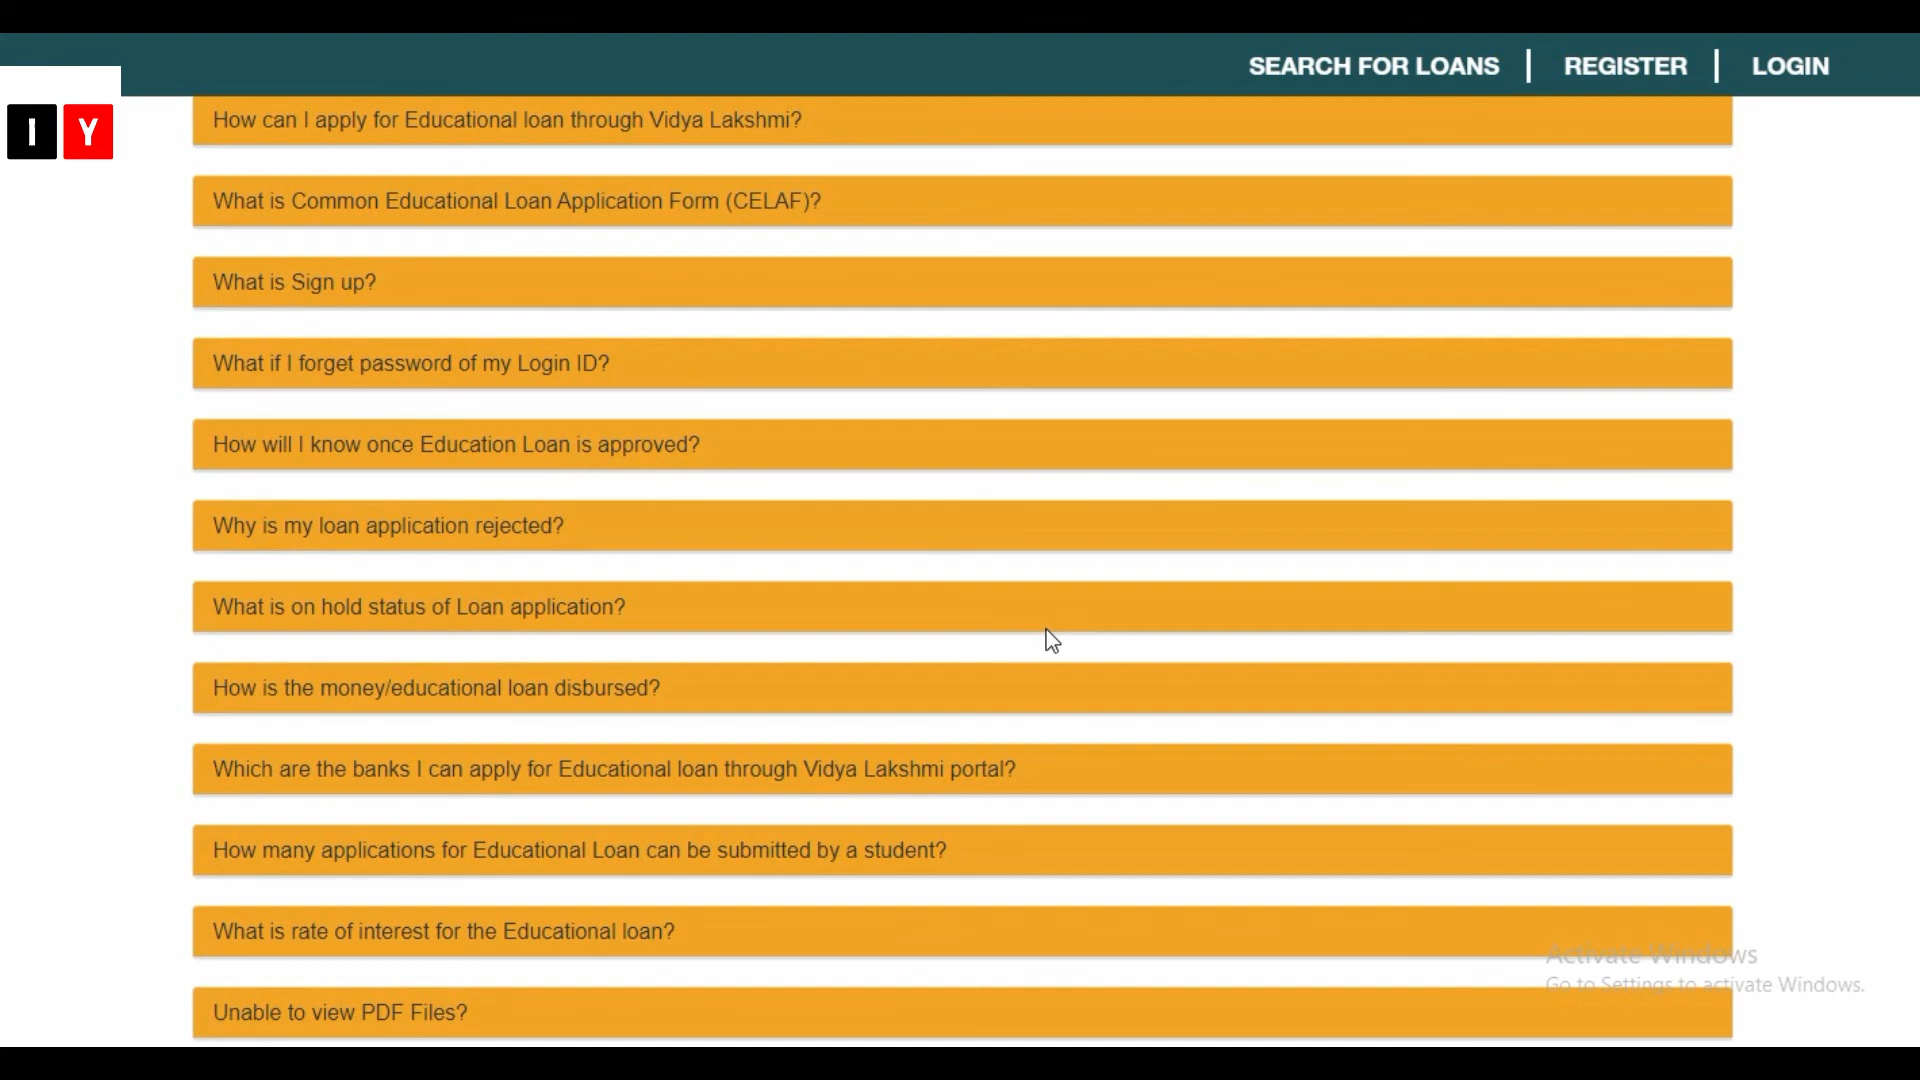 SEARCH FOR LOANS | REGISTER | LOGIN
I Y
How can I apply for Educational loan through Vidya Lakshmi?
What is Common Educational Loan Application Form (CELAF)?
What is Sign up?
What if I forget password of my Login ID?
How will I know once Education Loan is approved?
Why is my loan application rejected?
What is on hold status of Loan application?
How is the money/educational loan disbursed?
Which are the banks I can apply for Educational loan through Vidya Lakshmi portal?
How many applications for Educational Loan can be submitted by a student?
What is rate of interest for the Educational loan?
Activate Windows
Go to Settings to activate Windows.
Unable to view PDF Files?